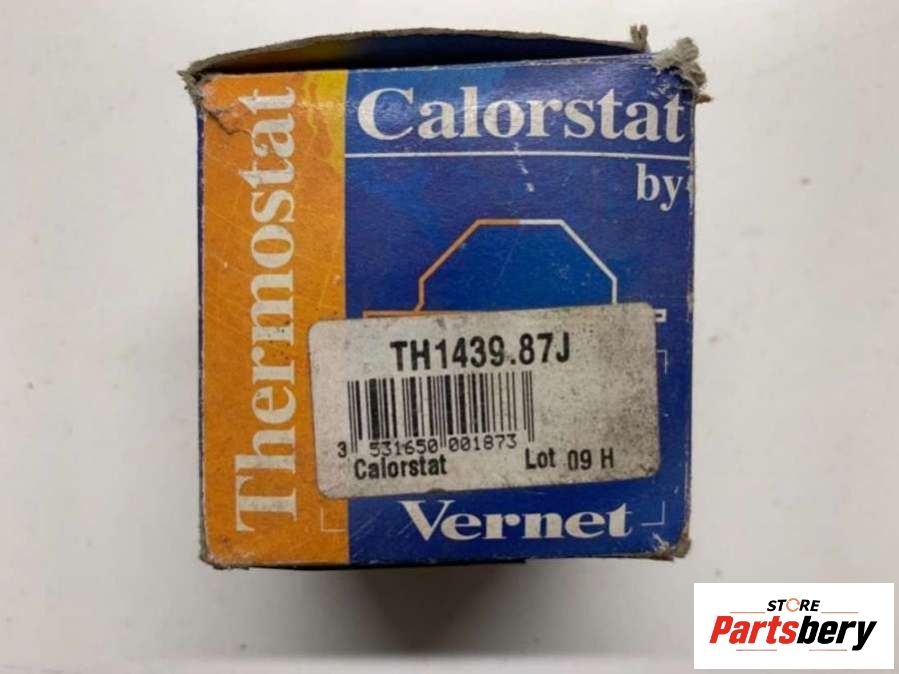 Thermostat
Calorstat
by
TH1439.87J
3 531650 001873
Calorstat Lot 09 H
Vernet
STORE
Partsbery